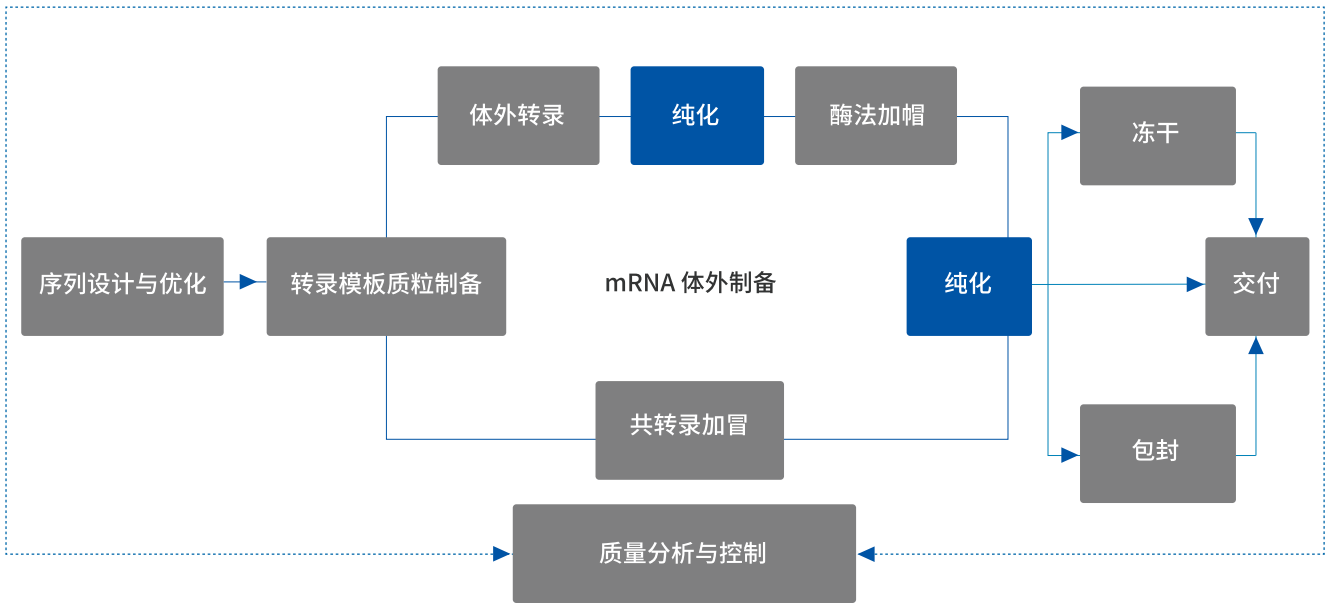 体外转录
纯化
酶法加帽
冻干
序列设计与优化
转录模板质粒制备
mRNA 体外制备
纯化
交付
共转录加冒
包封
质量分析与控制